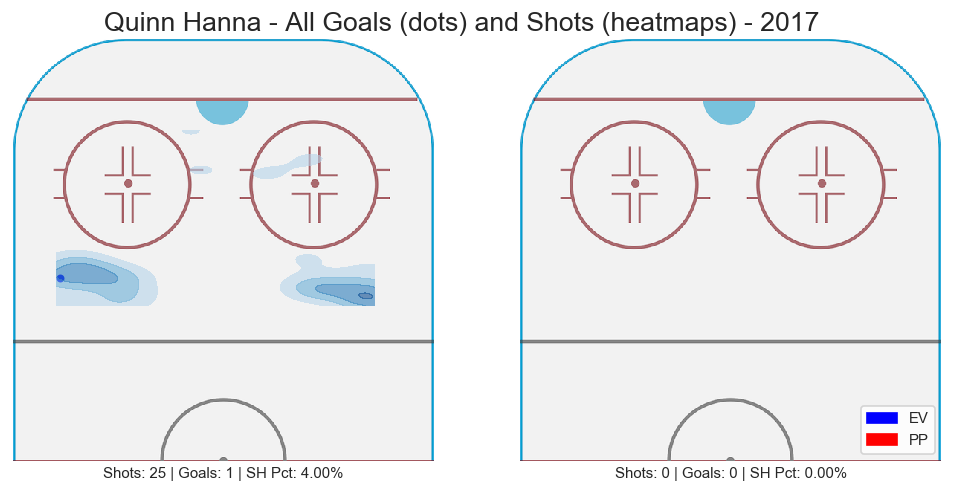 Quinn Hanna - All Goals (dots) and Shots (heatmaps) - 2017
EV
PP
Shots: 25 | Goals: 1 | SH Pct: 4.00%
Shots: 0 | Goals: 0 | SH Pct: 0.00%